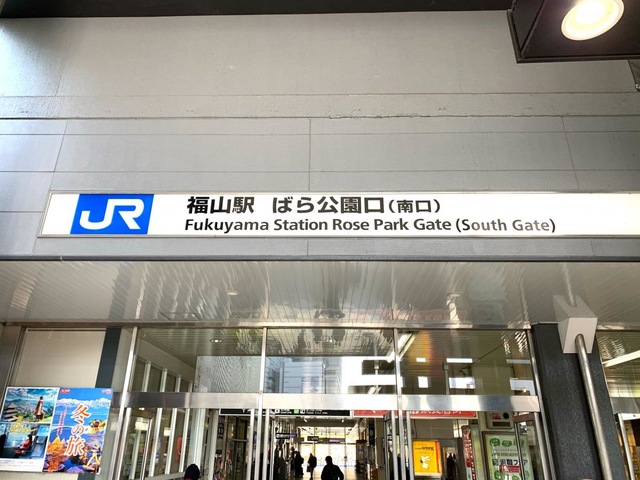 JR
福山駅 ばら公園口(南口)
Fukuyama Station Rose Park Gate (South Gate)
冬の旅